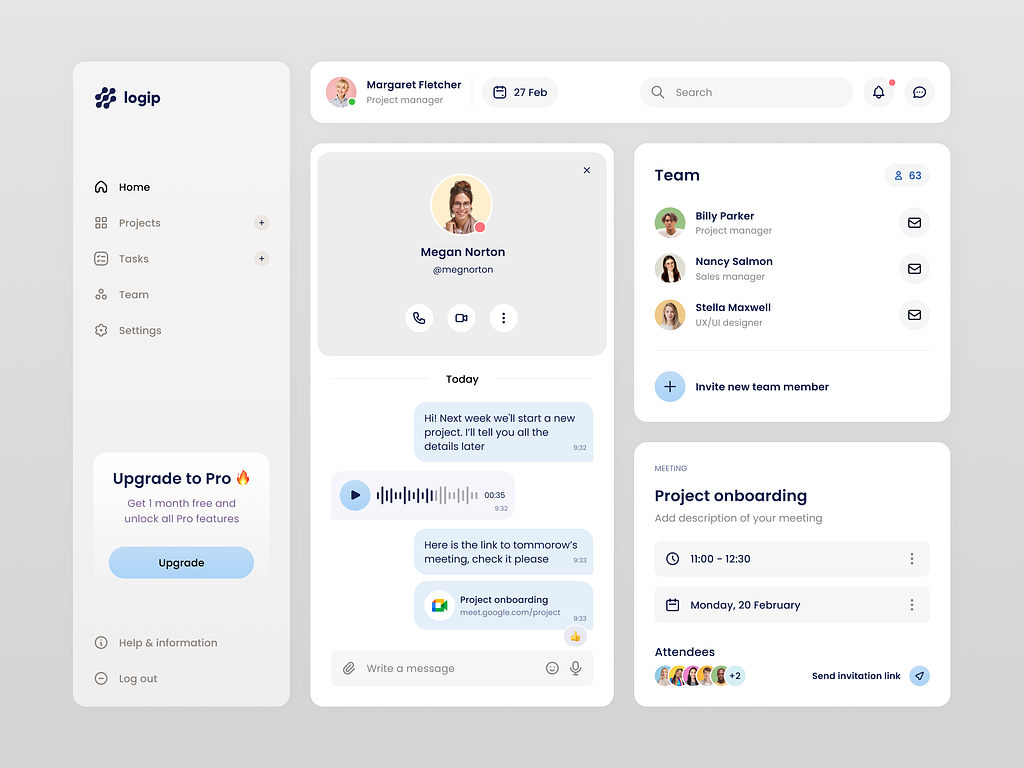 logip
Home
Projects
+
Tasks
+
Team
Settings
Upgrade to Pro 🔥
Get 1 month free and
unlock all Pro features
Upgrade
Help & information
Log out
Margaret Fletcher
Project manager
27 Feb
Search
Megan Norton
@megnorton
Today
Hi! Next week we'll start a new
project. I'll tell you all the
details later
9:32
00:35
9:32
Here is the link to tommorow's
meeting, check it please
9:33
Project onboarding
meet.google.com/project
9:33
👍
Write a message
Team
63
Billy Parker
Project manager
Nancy Salmon
Sales manager
Stella Maxwell
UX/UI designer
Invite new team member
MEETING
Project onboarding
Add description of your meeting
11:00 - 12:30
Monday, 20 February
Attendees
+2
Send invitation link